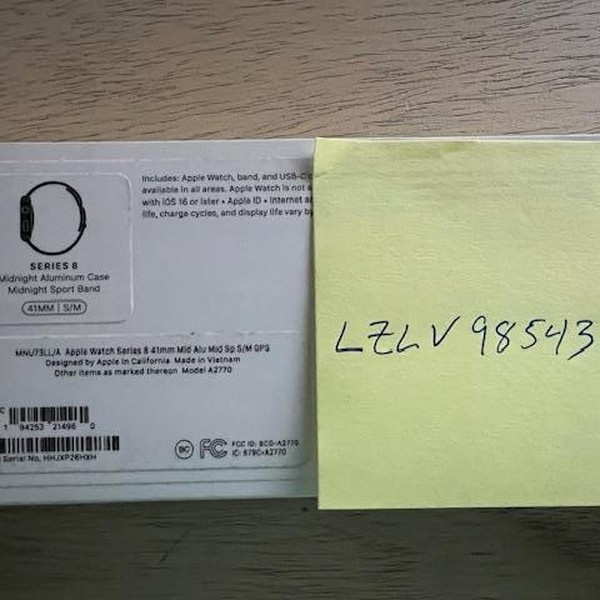 Includes: Apple Watch, band, and USB-C
available in all areas. Apple Watch is not a
with iOS 16 or later • Apple ID • Internet a
life, charge cycles, and display life vary by
SERIES 8
Midnight Aluminum Case
Midnight Sport Band
41MM | S/M
MNU73LL/A Apple Watch Series 8 41mm Mid Alu Mid Sp S/M GPS
Designed by Apple in California Made in Vietnam
Other items as marked thereon Model A2770
1 94253 21496 0
Serial No. HHJXP26HXH
BC FC
FCC ID: BCG-A2770
IC: 579C-A2770
LZLV98543